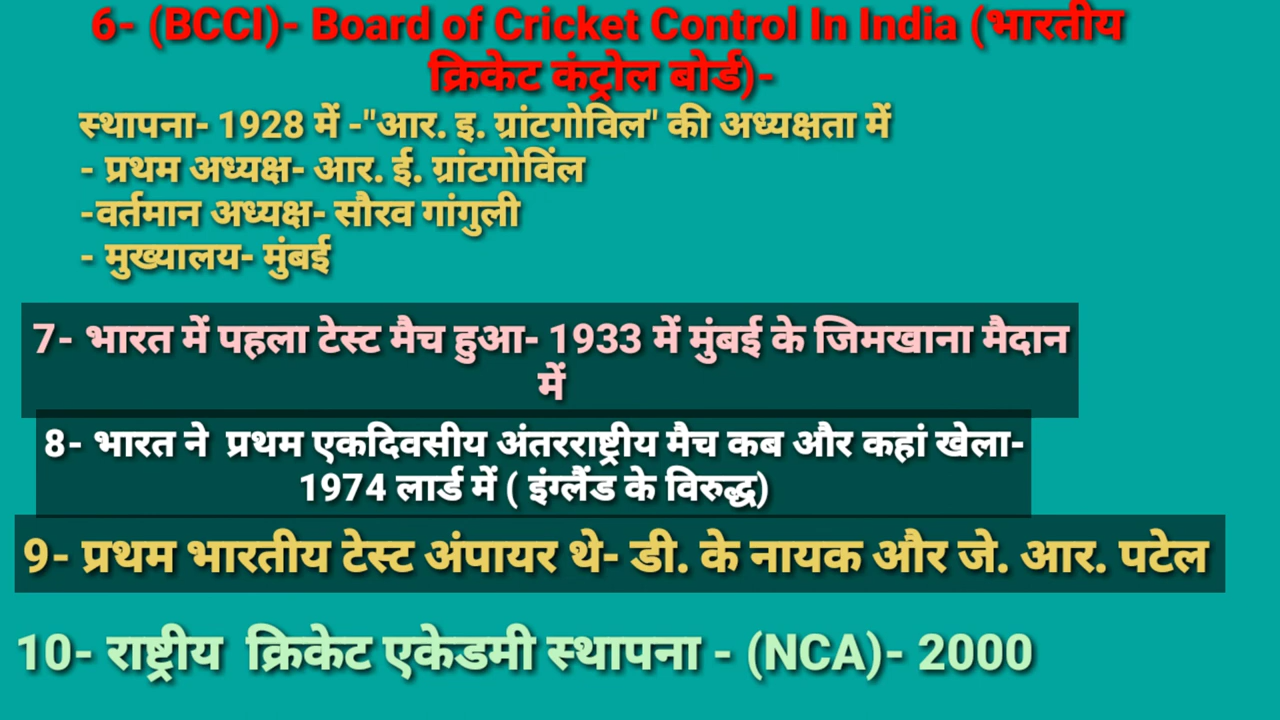 6- (BCCI)- Board of Cricket Control In India (भारतीय
क्रिकेट कंट्रोल बोर्ड)-
स्थापना- 1928 में -"आर. इ. ग्रांटगोविल" की अध्यक्षता में
- प्रथम अध्यक्ष- आर. ई. ग्रांटगोविंल
-वर्तमान अध्यक्ष- सौरव गांगुली
- मुख्यालय- मुंबई
7- भारत में पहला टेस्ट मैच हुआ- 1933 में मुंबई के जिमखाना मैदान
में
8- भारत ने प्रथम एकदिवसीय अंतरराष्ट्रीय मैच कब और कहां खेला-
1974 लार्ड में ( इंग्लैंड के विरुद्ध)
9- प्रथम भारतीय टेस्ट अंपायर थे- डी. के नायक और जे. आर. पटेल
10- राष्ट्रीय क्रिकेट एकेडमी स्थापना - (NCA)- 2000